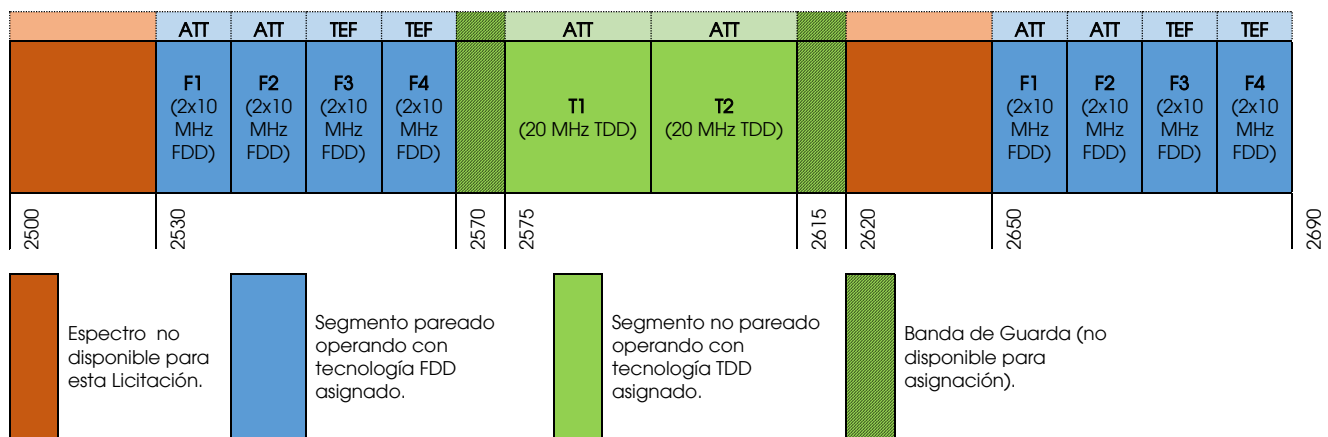 ATT ATT TEF TEF ATT ATT ATT ATT TEF TEF
F1
(2x10
MHz
FDD)
F2
(2x10
MHz
FDD)
F3
(2x10
MHz
FDD)
F4
(2x10
MHz
FDD)
T1
(20 MHz TDD)
T2
(20 MHz TDD)
F1
(2x10
MHz
FDD)
F2
(2x10
MHz
FDD)
F3
(2x10
MHz
FDD)
F4
(2x10
MHz
FDD)
2500
2530
2570
2575
2615
2620
2650
2690
Espectro no
disponible para
esta Licitación.
Segmento pareado
operando con
tecnología FDD
asignado.
Segmento no pareado
operando con
tecnología TDD
asignado.
Banda de Guarda (no
disponible para
asignación).